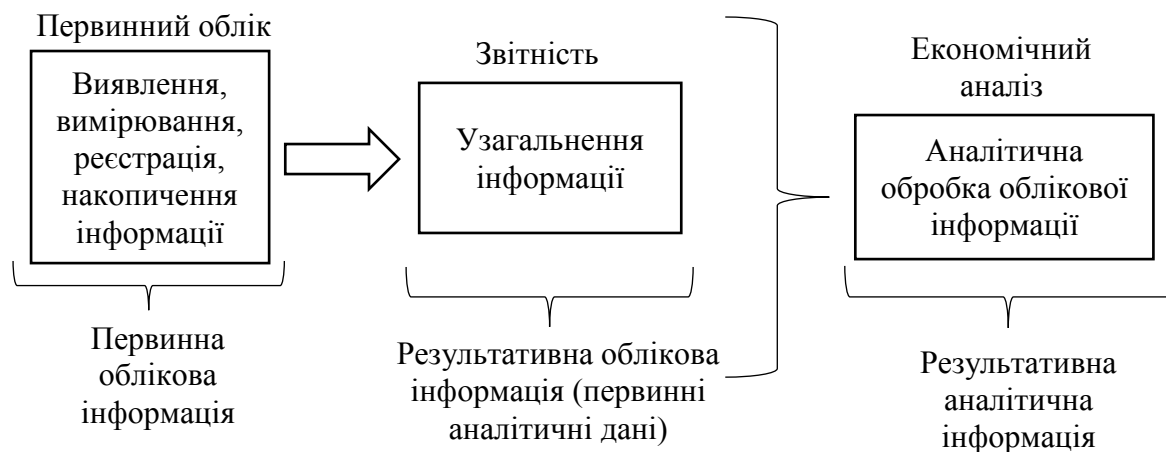 Первинний облік
Виявлення,
вимірювання,
реєстрація,
накопичення
інформації
Первинна
облікова
інформація
Звітність
Узагальнення
інформації
Результативна облікова
інформація (первинні
аналітичні дані)
Економічний
аналіз
Аналітична
обробка облікової
інформації
Результативна
аналітична
інформація